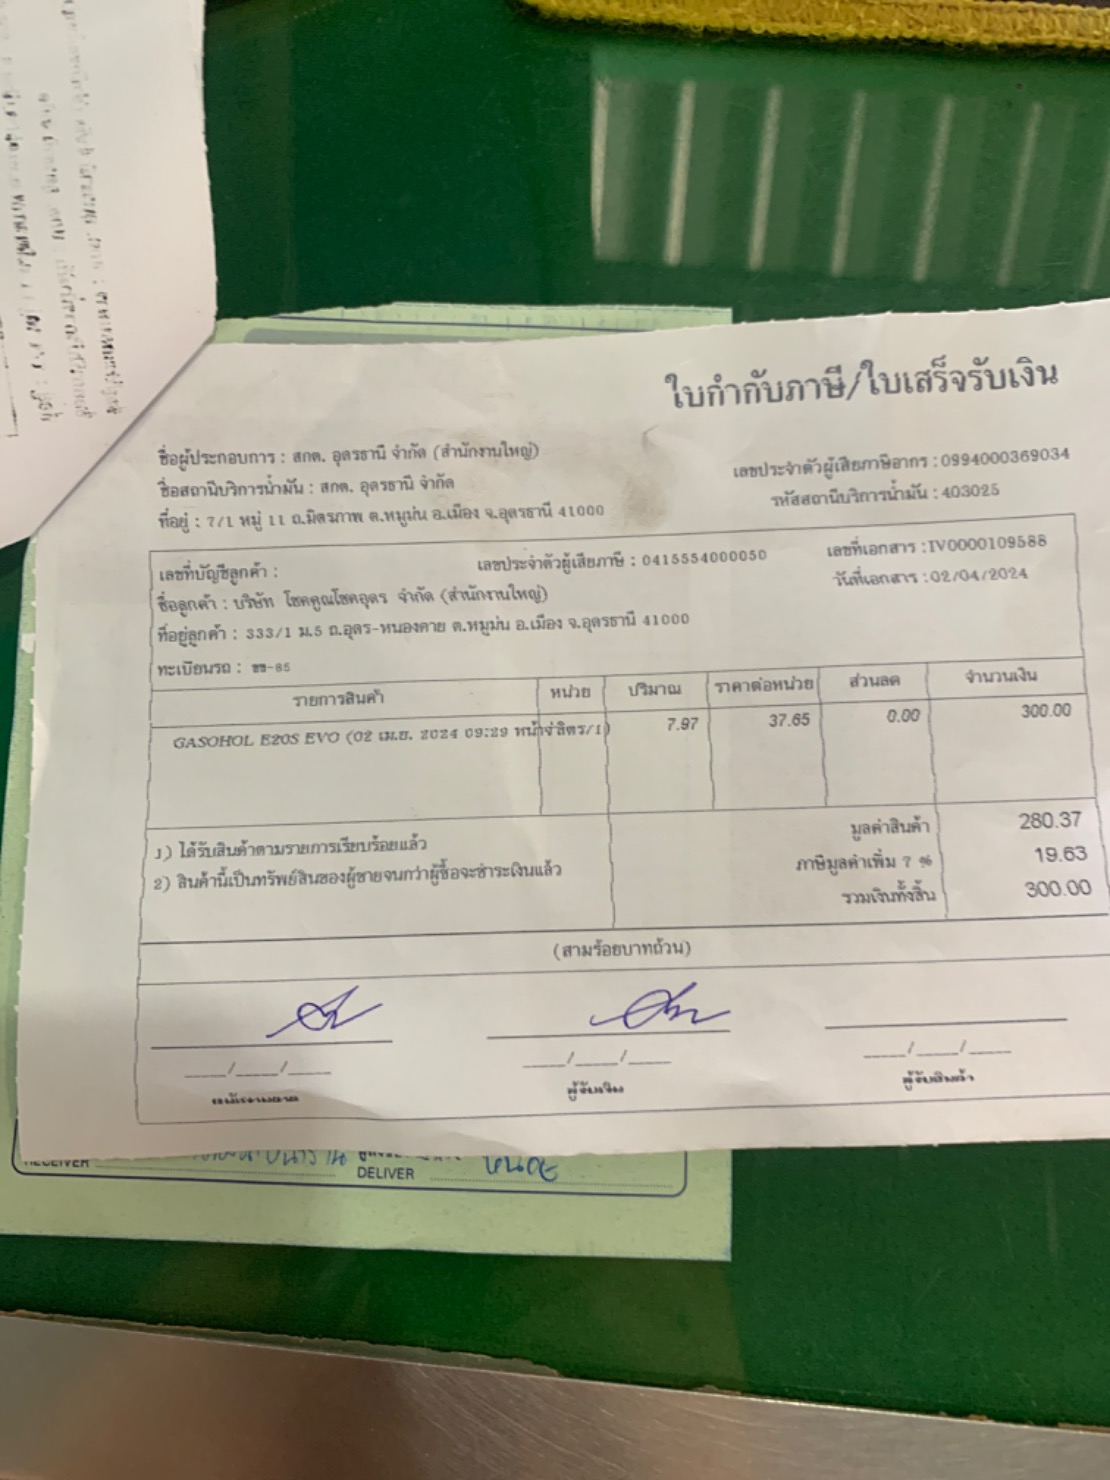 ใบกำกับภาษี/ใบเสร็จรับเงิน
ชื่อผู้ประกอบการ : สกต. อุดรธานี จำกัด (สำนักงานใหญ่)
เลขประจำตัวผู้เสียภาษีอากร : 0994000369034
ชื่อสถานีบริการน้ำมัน : สกต. อุดรธานี จำกัด
รหัสสถานีบริการน้ำมัน : 403025
ที่อยู่ : 7/1 หมู่ 11 ถ.มิตรภาพ ต.หมูม่น อ.เมือง จ.อุดรธานี 41000
เลขที่บัญชีลูกค้า : เลขประจำตัวผู้เสียภาษี : 0415554000050 เลขที่เอกสาร : IV0000109588
ชื่อลูกค้า : บริษัท โชคคูณโชคอุดร จำกัด (สำนักงานใหญ่) วันที่เอกสาร : 02/04/2024
ที่อยู่ลูกค้า : 333/1 ม.5 ถ.อุดร-หนองคาย ต.หมูม่น อ.เมือง จ.อุดรธานี 41000
ทะเบียนรถ :
รายการสินค้า หน่วย ปริมาณ ราคาต่อหน่วย ส่วนลด จำนวนเงิน
GASOHOL E20S EVO (02 เม.ย. 2024 09:29 7.97 37.65 0.00 300.00
1) ได้รับสินค้าตามรายการเรียบร้อยแล้ว
มูลค่าสินค้า 280.37
2) สินค้านี้เป็นทรัพย์สินของผู้ขายจนกว่าผู้ซื้อจะชำระเงินแล้ว
ภาษีมูลค่าเพิ่ม 7 % 19.63
รวมเงินทั้งสิ้น 300.00
(สามร้อยบาทถ้วน)
____/____/____ ____/____/____ ____/____/____
ผู้รับเงิน ผู้รับสินค้า
RECEIVER
DELIVER